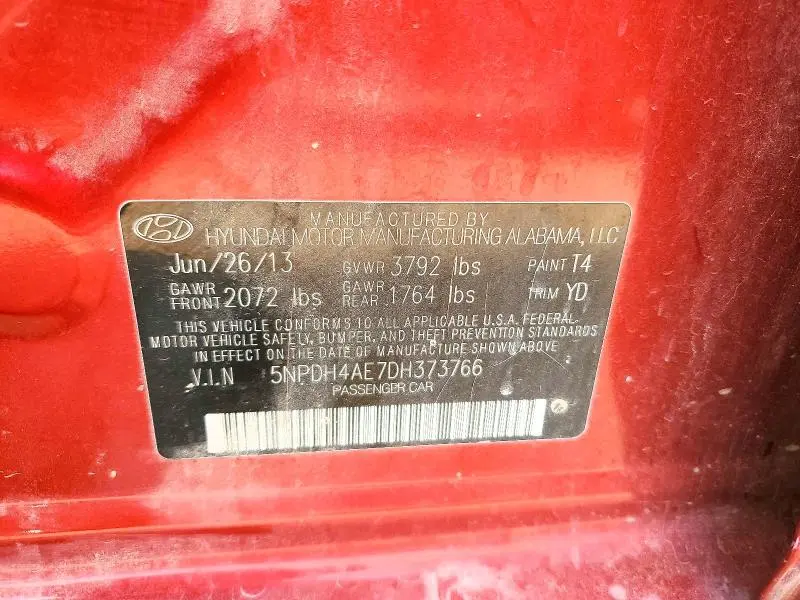 MANUFACTURED BY
HYUNDAI MOTOR MANUFACTURING ALABAMA, LLC
Jun/26/13 GVWR 3792 lbs PAINT T4
GAWR FRONT 2072 lbs GAWR REAR 1764 lbs TRIM YD
THIS VEHICLE CONFORMS TO ALL APPLICABLE U.S.A. FEDERAL
MOTOR VEHICLE SAFETY, BUMPER, AND THEFT PREVENTION STANDARDS
IN EFFECT ON THE DATE OF MANUFACTURE SHOWN ABOVE
V.I.N 5NPDH4AE7DH373766
PASSENGER CAR